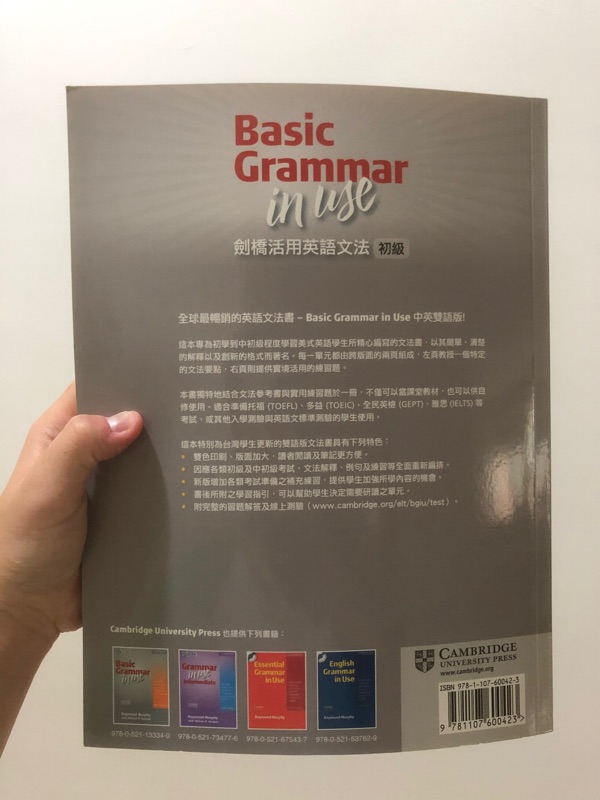 Basic
Grammar
in use
劍橋活用英語文法 初級
全球最暢銷的英語文法書 – Basic Grammar in Use 中英雙語版!
這本專為初學到中初級程度學習美式英語學生所精心編寫的文法書，以其簡單、清楚
的解釋以及創新的格式而著名。每一單元都由跨版面的兩頁組成，左頁教授一個特定
的文法要點，右頁則提供實境活用的練習題。
本書獨特地結合文法參考書與實用練習題於一冊，不僅可以當課堂教材，也可以供自
修使用。適合準備托福 (TOEFL)、多益 (TOEIC)、全民英檢 (GEPT)、雅思 (IELTS) 等
考試，或其他入學測驗與英語文標準測驗的學生使用。
這本特別為台灣學生更新的雙語版文法書具有下列特色：
• 雙色印刷、版面加大，讀者閱讀及筆記更方便。
• 因應各類初級及中初級考試，文法解釋、例句及練習等全面重新編排。
• 新版增加各類考試準備之補充練習，提供學生加強所學內容的機會。
• 書後所附之學習指引，可以幫助學生決定需要研讀之單元。
• 附完整的習題解答及線上測驗（www.cambridge.org/elt/bgiu/test）。
Cambridge University Press 也提供下列書籍：
Basic
Grammar
in use
Raymond Murphy
978-0-521-13334-0
Grammar
in use
Intermediate
Raymond Murphy
978-0-521-73477-6
Essential
Grammar
in Use
Raymond Murphy
978-0-521-67543-7
English
Grammar
in Use
Raymond Murphy
978-0-521-53762-9
CAMBRIDGE
UNIVERSITY PRESS
www.cambridge.org
ISBN 978-1-107-60042-3
9 781107 600423 >